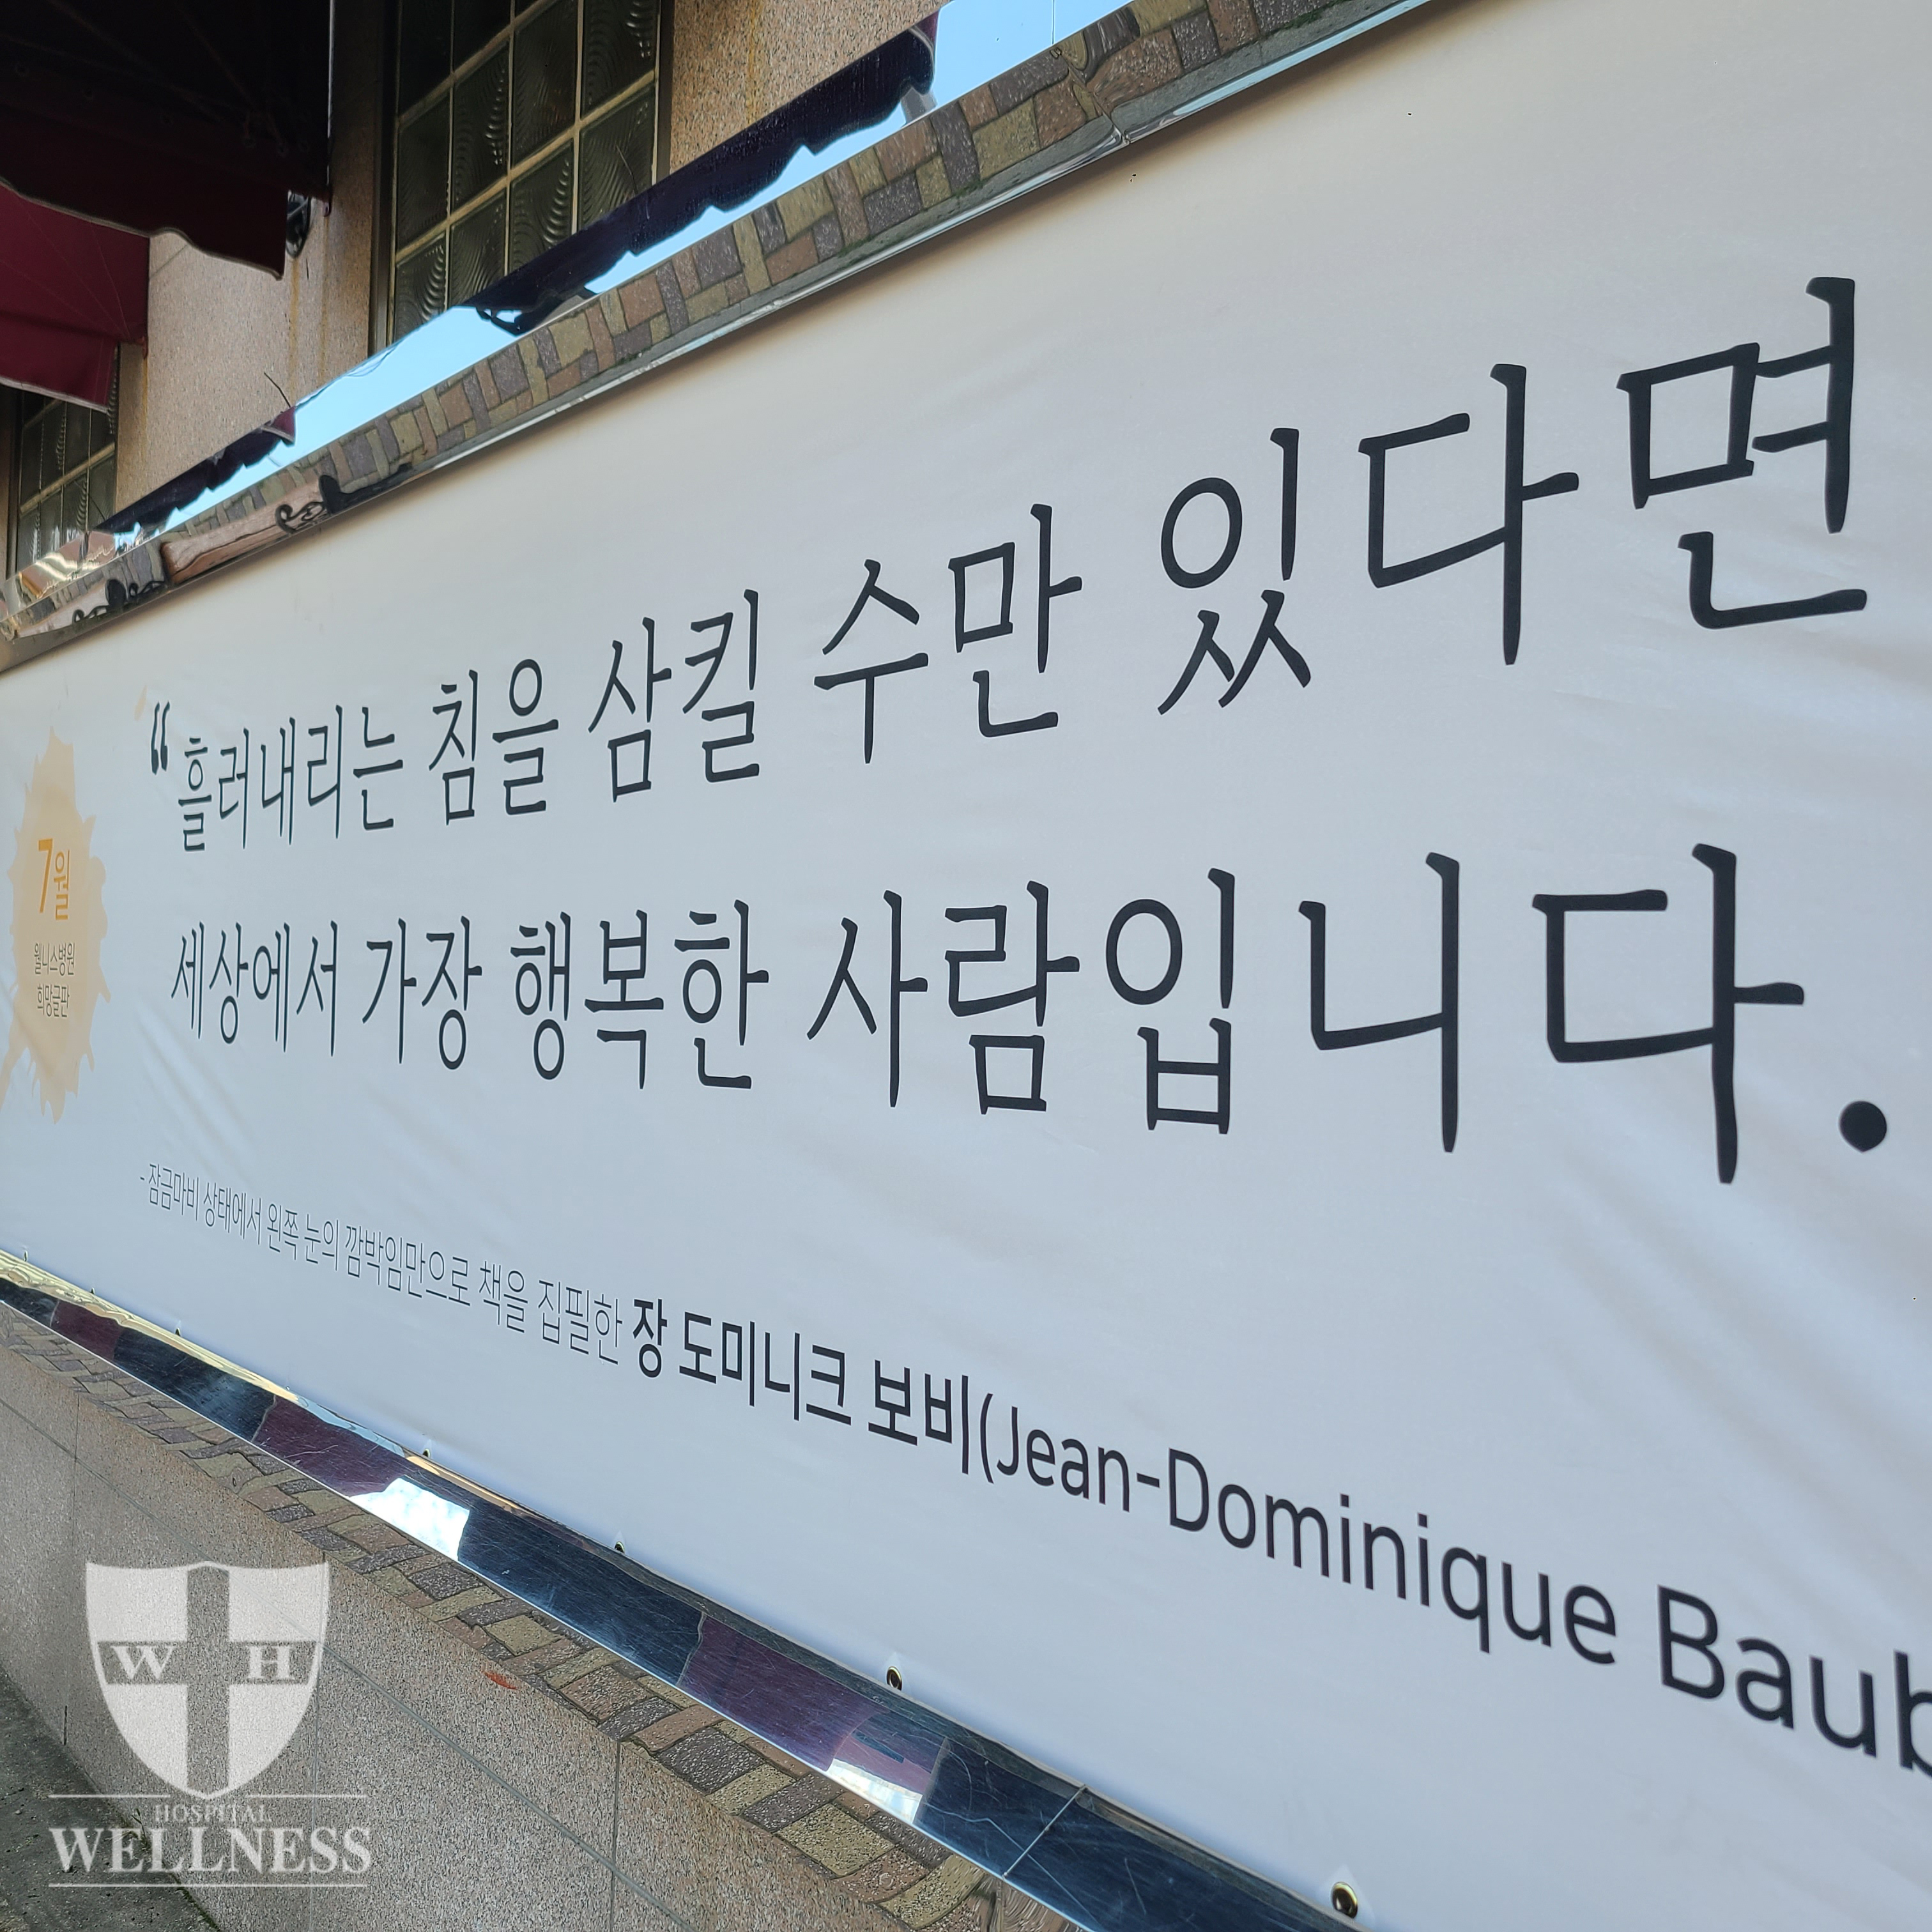 7월
웰니스병원
희망글판
“흘러내리는 침을 삼킬 수만 있다면
세상에서 가장 행복한 사람입니다.
- 잠금마비 상태에서 왼쪽 눈의 깜박임만으로 책을 집필한 장 도미니크 보비(Jean-Dominique Baub
W H
HOSPITAL
WELLNESS